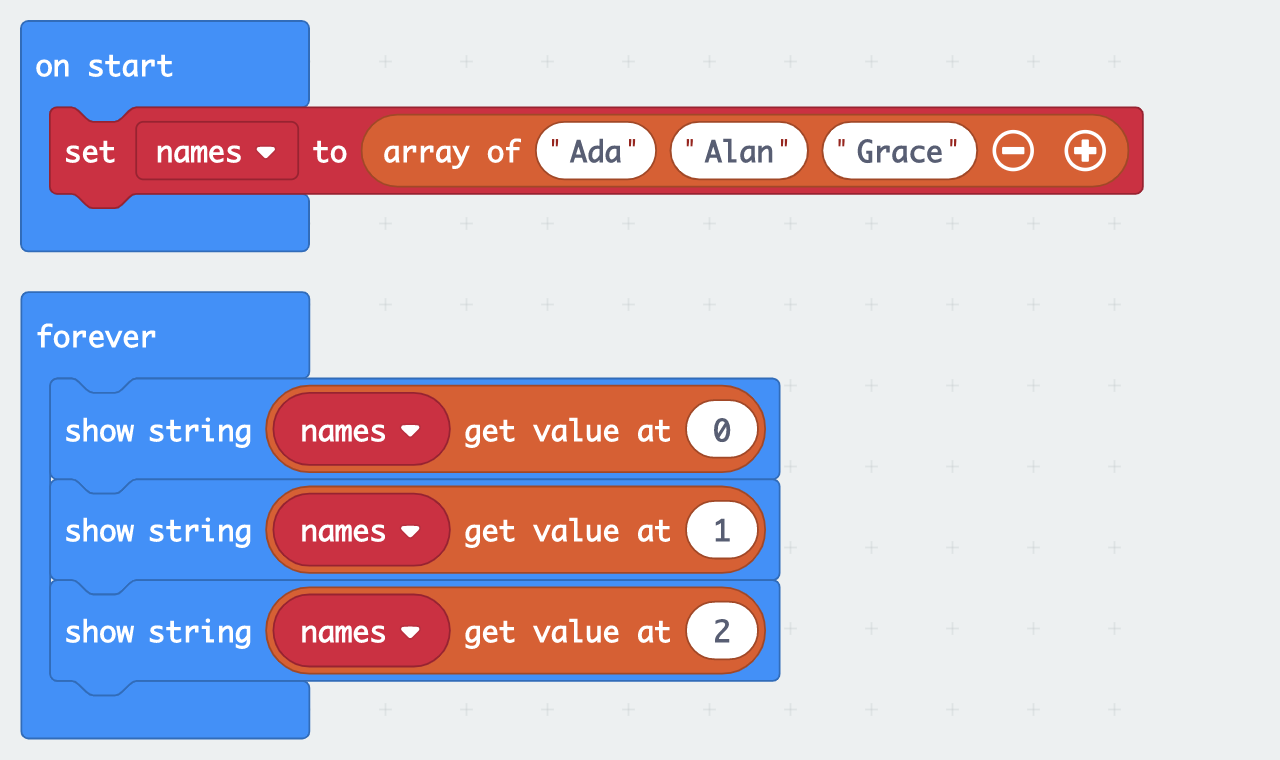 on start
set names to array of "Ada" "Alan" "Grace"
forever
show string names get value at 0
show string names get value at 1
show string names get value at 2